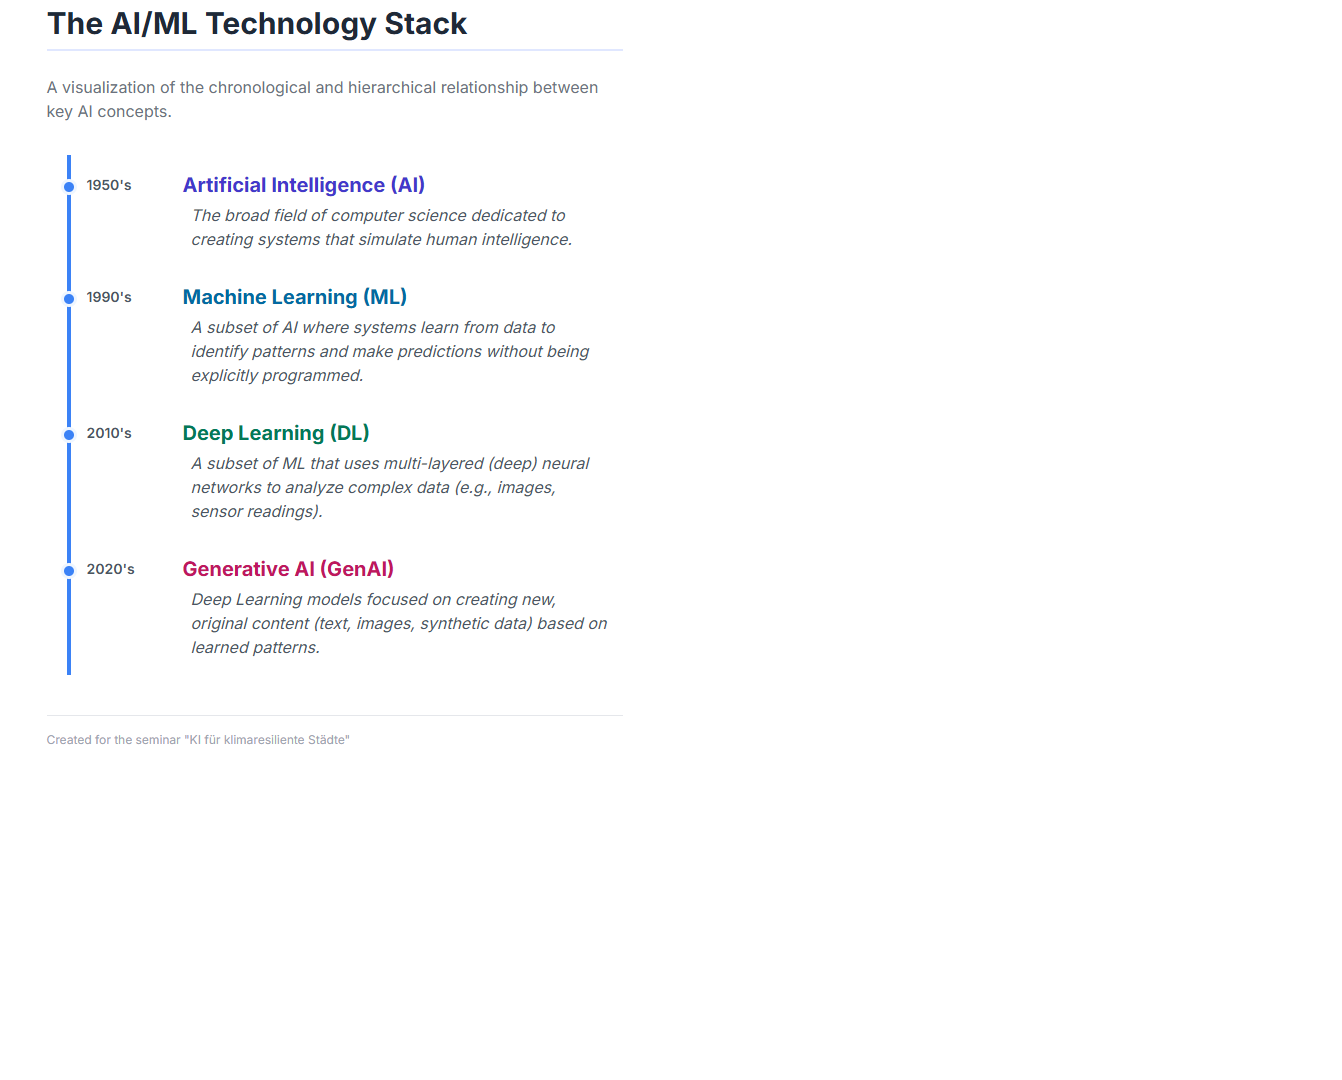 The AI/ML Technology Stack
A visualization of the chronological and hierarchical relationship between
key AI concepts.
1950's
Artificial Intelligence (AI)
The broad field of computer science dedicated to
creating systems that simulate human intelligence.
1990's
Machine Learning (ML)
A subset of AI where systems learn from data to
identify patterns and make predictions without being
explicitly programmed.
2010's
Deep Learning (DL)
A subset of ML that uses multi-layered (deep) neural
networks to analyze complex data (e.g., images,
sensor readings).
2020's
Generative AI (GenAI)
Deep Learning models focused on creating new,
original content (text, images, synthetic data) based on
learned patterns.
Created for the seminar "KI für klimaresiliente Städte"